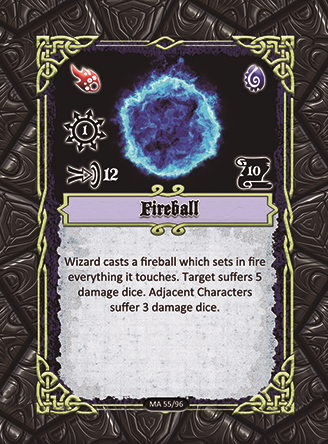 1
12
10
Fireball
Wizard casts a fireball which sets in fire
everything it touches. Target suffers 5
damage dice. Adjacent Characters
suffer 3 damage dice.
MA 55/96